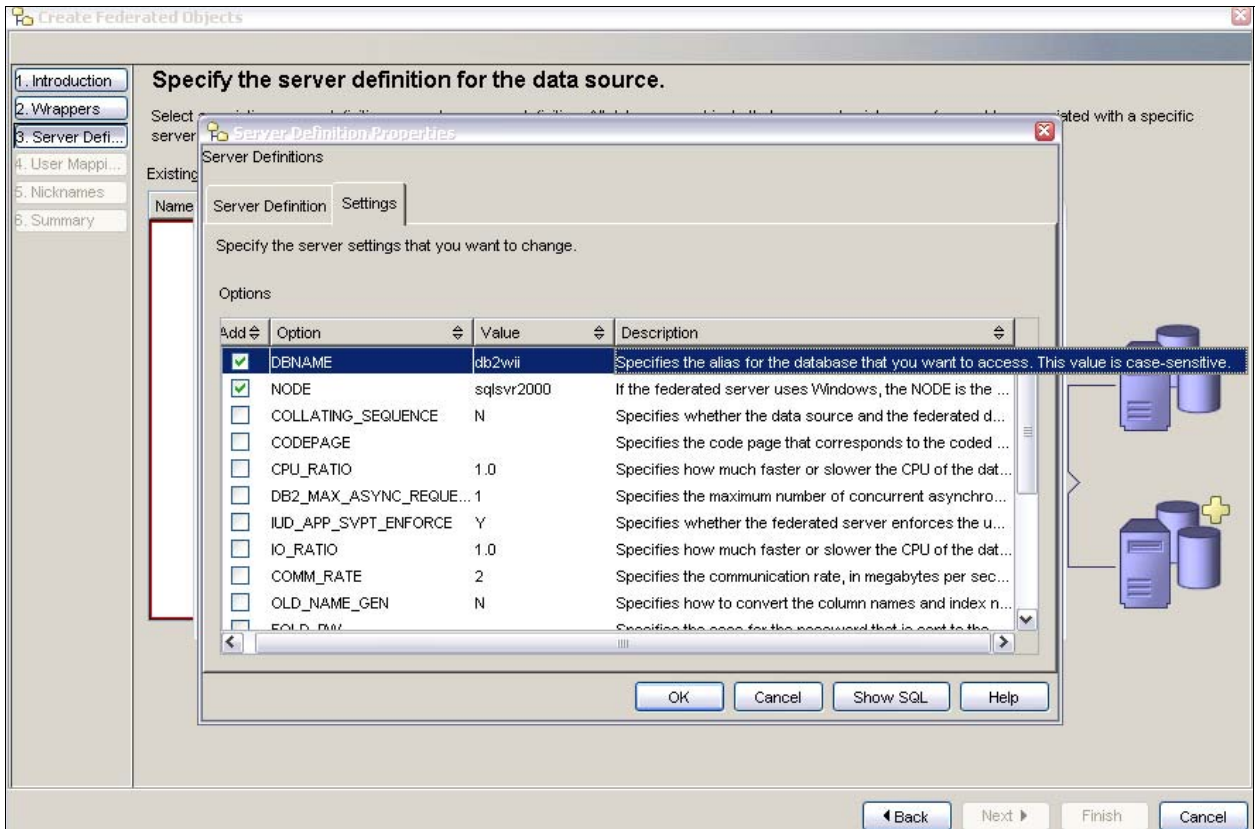 Create Federated Objects
1. Introduction
2. Wrappers
3. Server Defi...
4. User Mappi...
5. Nicknames
6. Summary
Specify the server definition for the data source.
Select
ated with a specific
server
Existing
Name
Server Definition Properties
Server Definitions
Server Definition Settings
Specify the server settings that you want to change.
Options
Add Option Value Description
DBNAME db2wii Specifies the alias for the database that you want to access. This value is case-sensitive.
NODE sqlsvr2000 If the federated server uses Windows, the NODE is the ...
COLLATING_SEQUENCE N Specifies whether the data source and the federated d...
CODEPAGE Specifies the code page that corresponds to the coded ...
CPU_RATIO 1.0 Specifies how much faster or slower the CPU of the dat...
DB2_MAX_ASYNC_REQUE... 1 Specifies the maximum number of concurrent asynchro...
IUD_APP_SVPT_ENFORCE Y Specifies whether the federated server enforces the u...
IO_RATIO 1.0 Specifies how much faster or slower the CPU of the dat...
COMM_RATE 2 Specifies the communication rate, in megabytes per sec...
OLD_NAME_GEN N Specifies how to convert the column names and index n...
OK Cancel Show SQL Help
Back Next Finish Cancel